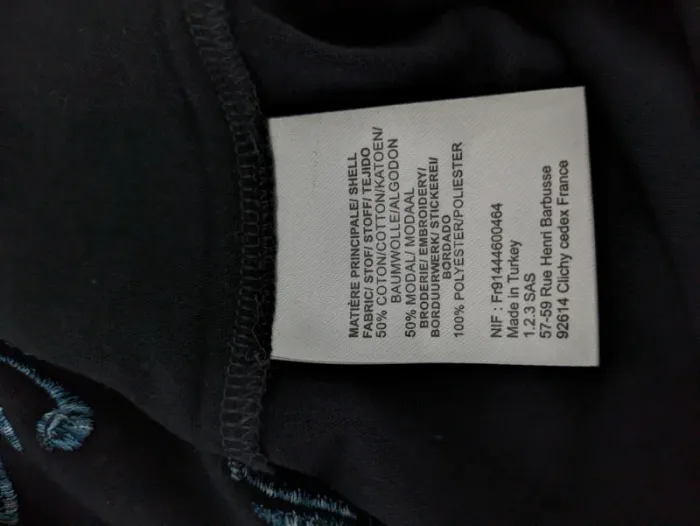 MATIÈRE PRINCIPALE/ SHELL
FABRIC/ STOF/ STOFF/ TEJIDO
50% COTON/COTTON/KATOEN/
BAUMWOLLE/ALGODON
50% MODAL/ MODAAL
BRODERIE/ EMBROIDERY/
BORDUURWERK/ STICKEREI/
BORDADO
100% POLYESTER/POLIESTER
NIF : Fr91444600464
Made in Turkey
1.2.3 SAS
57-59 Rue Henri Barbusse
92614 Clichy cedex France